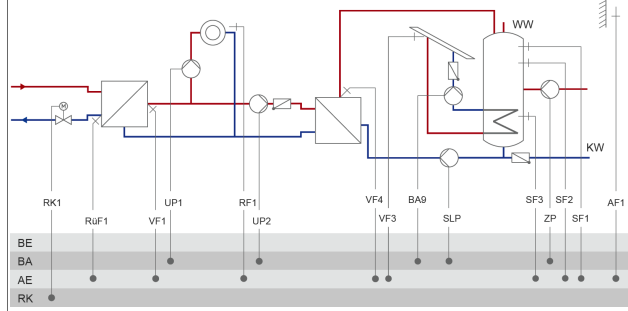 WW
M
KW
RK1
UP1
RF1
VF4
BA9
SF3
SF2
AF1
RüF1
VF1
UP2
VF3
SLP
ZP
SF1
BE
BA
AE
RK